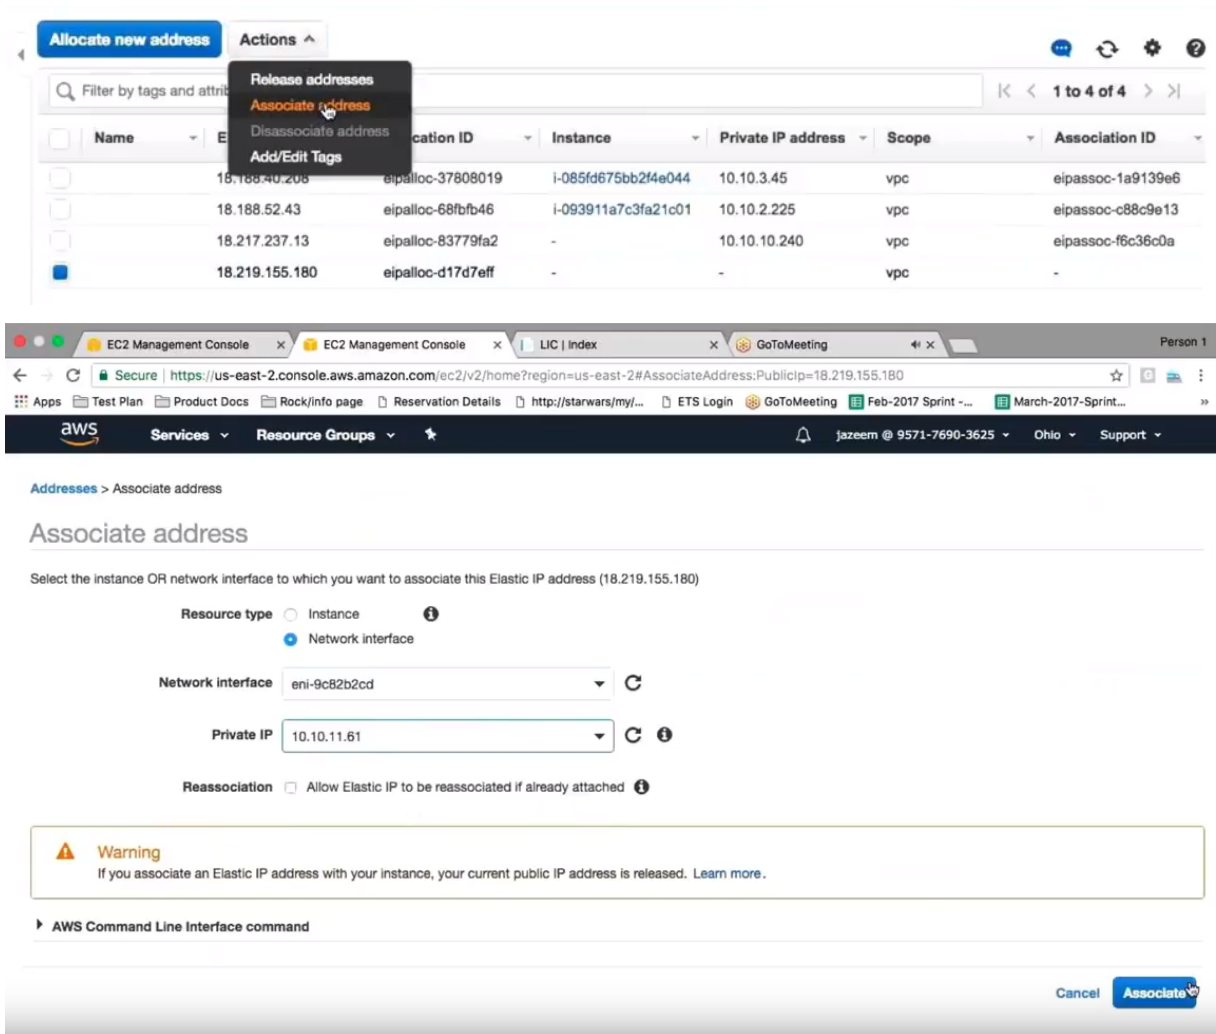 Allocate new address Actions
Release addresses
Filter by tags and attrib 1 to 4 of 4
Associate address
Disassociate address
Name E cation ID Instance Private IP address Scope Association ID
Add/Edit Tags
18.188.40.208 eipalloc-37808019 i-085fd675bb2f4e044 10.10.3.45 vpc eipassoc-1a9139e6
18.188.52.43 eipalloc-68fbfb46 i-093911a7c3fa21c01 10.10.2.225 vpc eipassoc-c88c9e13
18.217.237.13 eipalloc-83779fa2 - 10.10.10.240 vpc eipassoc-f6c36c0a
18.219.155.180 eipalloc-d17d7eff - - vpc -
EC2 Management Console × EC2 Management Console × LIC | Index × GoToMeeting × Person 1
Secure | https://us-east-2.console.aws.amazon.com/ec2/v2/home?region=us-east-2#AssociateAddress:PublicIp=18.219.155.180
Apps Test Plan Product Docs Rock/info page Reservation Details http://starwars/my/... ETS Login GoToMeeting Feb-2017 Sprint -... March-2017-Sprint... »
aws Services Resource Groups jazeem @ 9571-7690-3625 Ohio Support
Addresses > Associate address
Associate address
Select the instance OR network interface to which you want to associate this Elastic IP address (18.219.155.180)
Resource type Instance
Network interface
Network interface eni-9c82b2cd
Private IP 10.10.11.61
Reassociation Allow Elastic IP to be reassociated if already attached
Warning
If you associate an Elastic IP address with your instance, your current public IP address is released. Learn more.
AWS Command Line Interface command
Cancel Associate